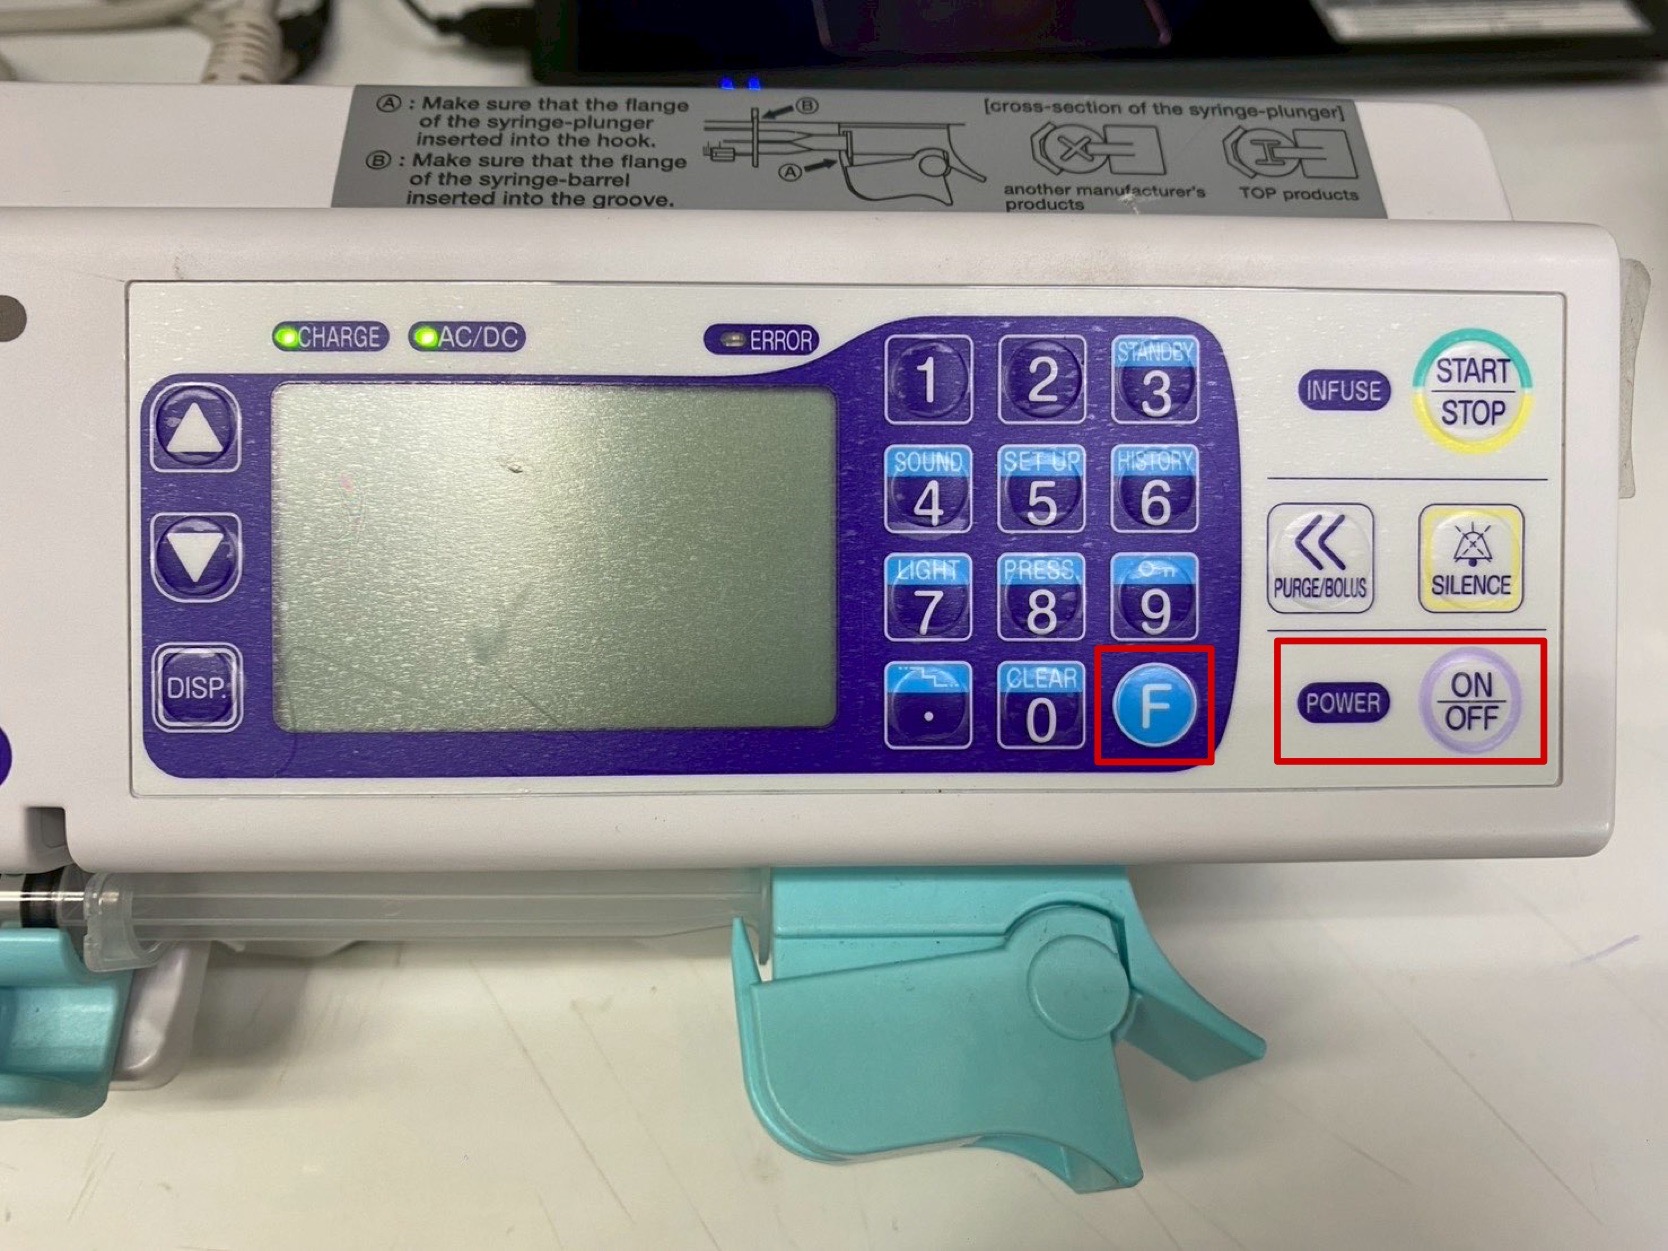 Ⓐ : Make sure that the flange
of the syringe-plunger
inserted into the hook.
Ⓑ : Make sure that the flange
of the syringe-barrel
inserted into the groove.
Ⓑ
Ⓐ
[cross-section of the syringe-plunger]
another manufacturer's
products
TOP products
CHARGE
AC/DC
ERROR
1
2
STANDBY
3
SOUND
4
SET UP
5
HISTORY
6
LIGHT
7
PRESS.
8
9
.
CLEAR
0
F
DISP.
INFUSE
START
STOP
PURGE/BOLUS
SILENCE
POWER
ON
OFF